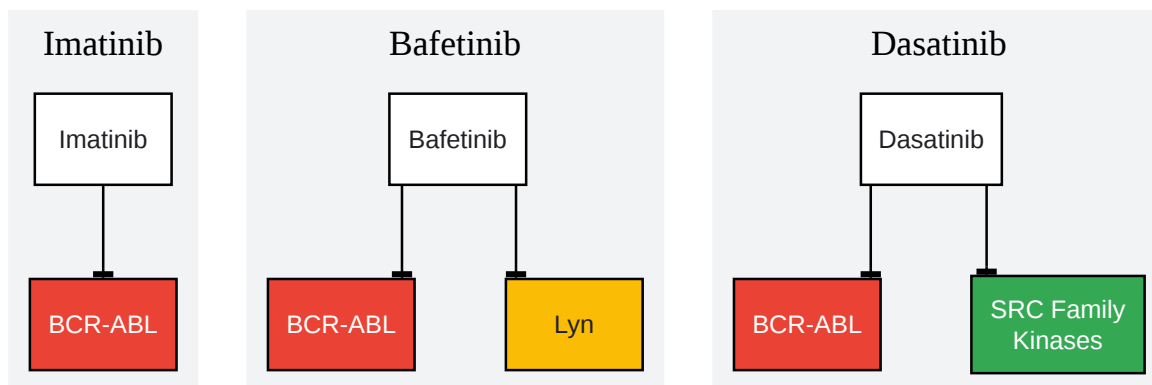 Imatinib
Imatinib
BCR-ABL
Bafetinib
Bafetinib
BCR-ABL
Lyn
Dasatinib
Dasatinib
BCR-ABL
SRC Family
Kinases